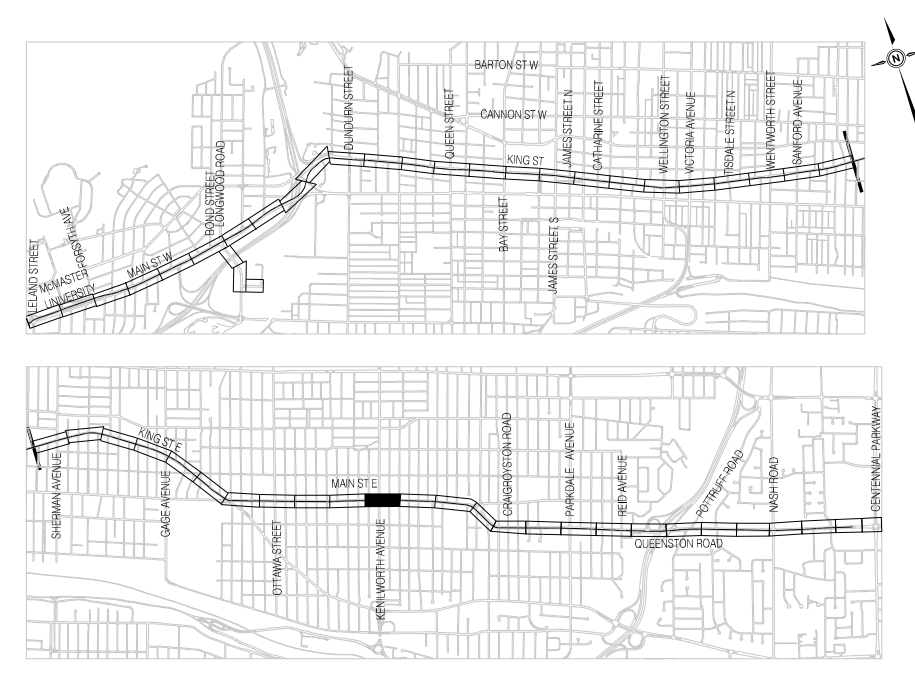 N
BARTON ST W
DUNDURN STREET
QUEEN STREET
CANNON ST W
JAMES STREET N
CATHARINE STREET
WELLINGTON STREET
VICTORIA AVENUE
TISDALE STREET N
WENTWORTH STREET
SANFORD AVENUE
KING ST
BOND STREET
LONGWOOD ROAD
BAY STREET
JAMES STREET S
LELAND STREET
FORSYTH AVE
McMASTER
UNIVERSITY
MAIN ST W
KING ST E
SHERMAN AVENUE
GAGE AVENUE
MAIN ST E
OTTAWA STREET
KENILWORTH AVENUE
CRAIGROYSTON ROAD
PARKDALE AVENUE
REID AVENUE
POTTRUFF ROAD
NASH ROAD
CENTENNIAL PARKWAY
QUEENSTON ROAD